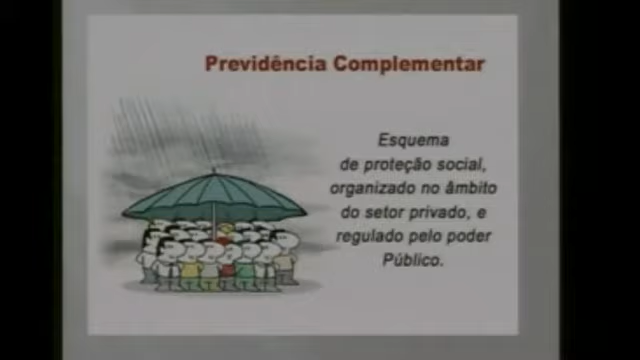 Previdência Complementar
Esquema
de proteção social,
organizado no âmbito
do setor privado, e
regulado pelo poder
Público.